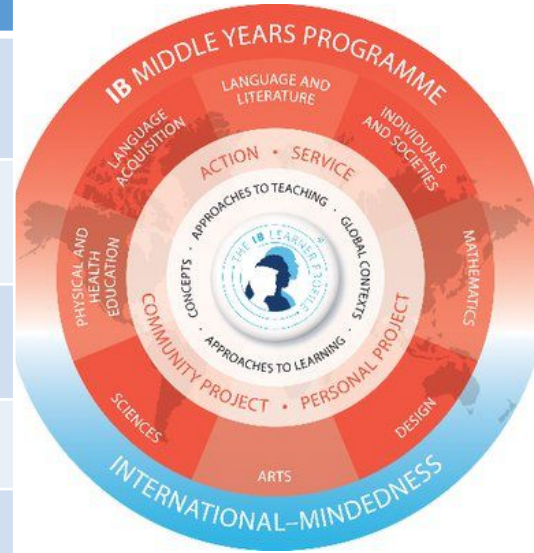 IB MIDDLE YEARS PROGRAMME
LANGUAGE AND
LITERATURE
LANGUAGE
ACQUISITION
INDIVIDUALS
AND SOCIETIES
PHYSICAL AND
HEALTH
EDUCATION
MATHEMATICS
SCIENCES
DESIGN
ARTS
ACTION • SERVICE
COMMUNITY PROJECT • PERSONAL PROJECT
APPROACHES TO TEACHING •
GLOBAL CONTEXTS •
APPROACHES TO LEARNING •
CONCEPTS •
THE IB LEARNER PROFILE
INTERNATIONAL–MINDEDNESS